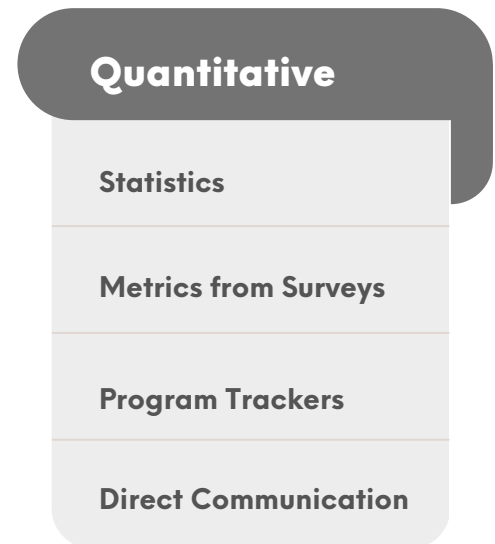 Quantitative
Statistics
Metrics from Surveys
Program Trackers
Direct Communication